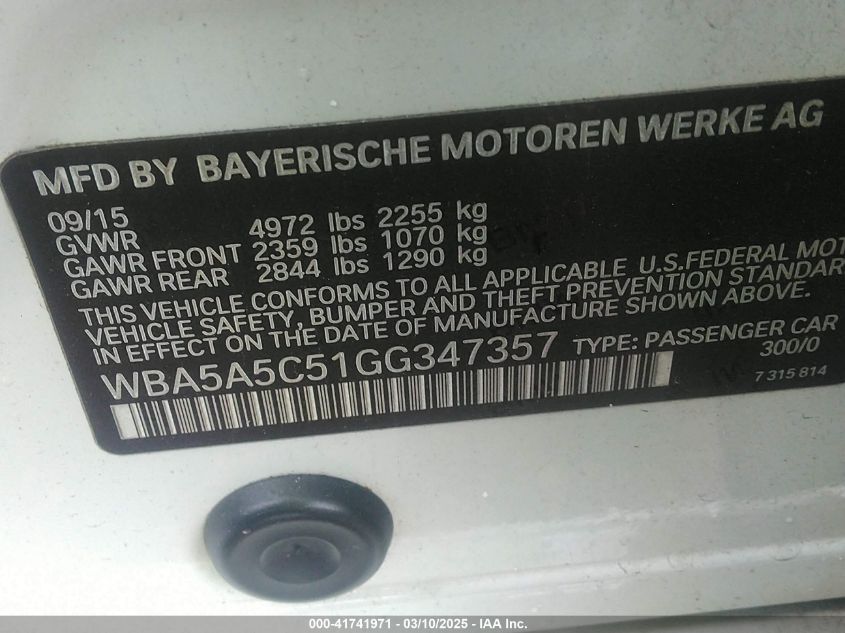 MFD BY BAYERISCHE MOTOREN WERKE AG
09/15
GVWR 4972 lbs 2255 kg
GAWR FRONT 2359 lbs 1070 kg
GAWR REAR 2844 lbs 1290 kg
THIS VEHICLE CONFORMS TO ALL APPLICABLE U.S.FEDERAL MOT
VEHICLE SAFETY, BUMPER AND THEFT PREVENTION STANDAR
IN EFFECT ON THE DATE OF MANUFACTURE SHOWN ABOVE.
WBA5A5C51GG347357 TYPE: PASSENGER CAR
300/0
7 315 814
000-41741971 - 03/10/2025 - IAA Inc.